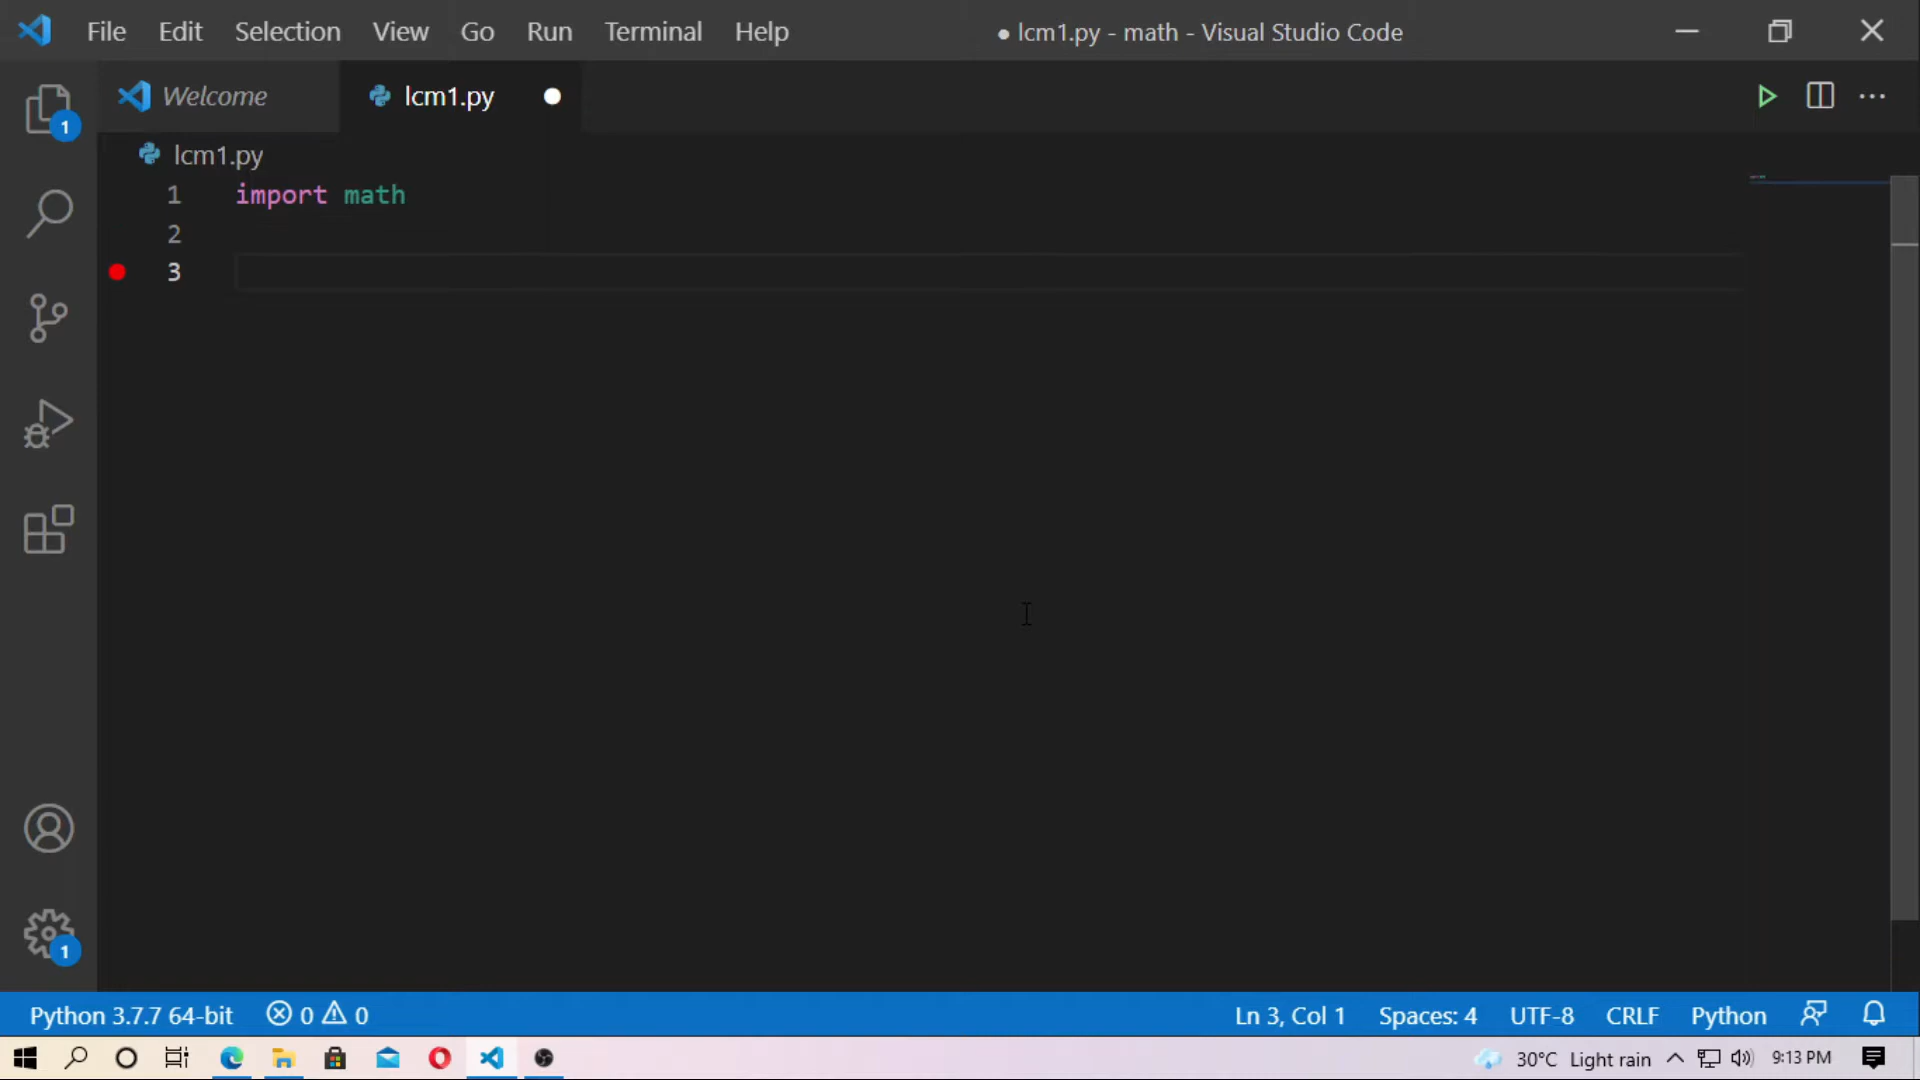 File Edit Selection View Go Run Terminal Help ● lcm1.py - math - Visual Studio Code
Welcome lcm1.py
1
lcm1.py
1 import math
2
3
1
Python 3.7.7 64-bit 0 0 Ln 3, Col 1 Spaces: 4 UTF-8 CRLF Python
30°C Light rain 9:13 PM